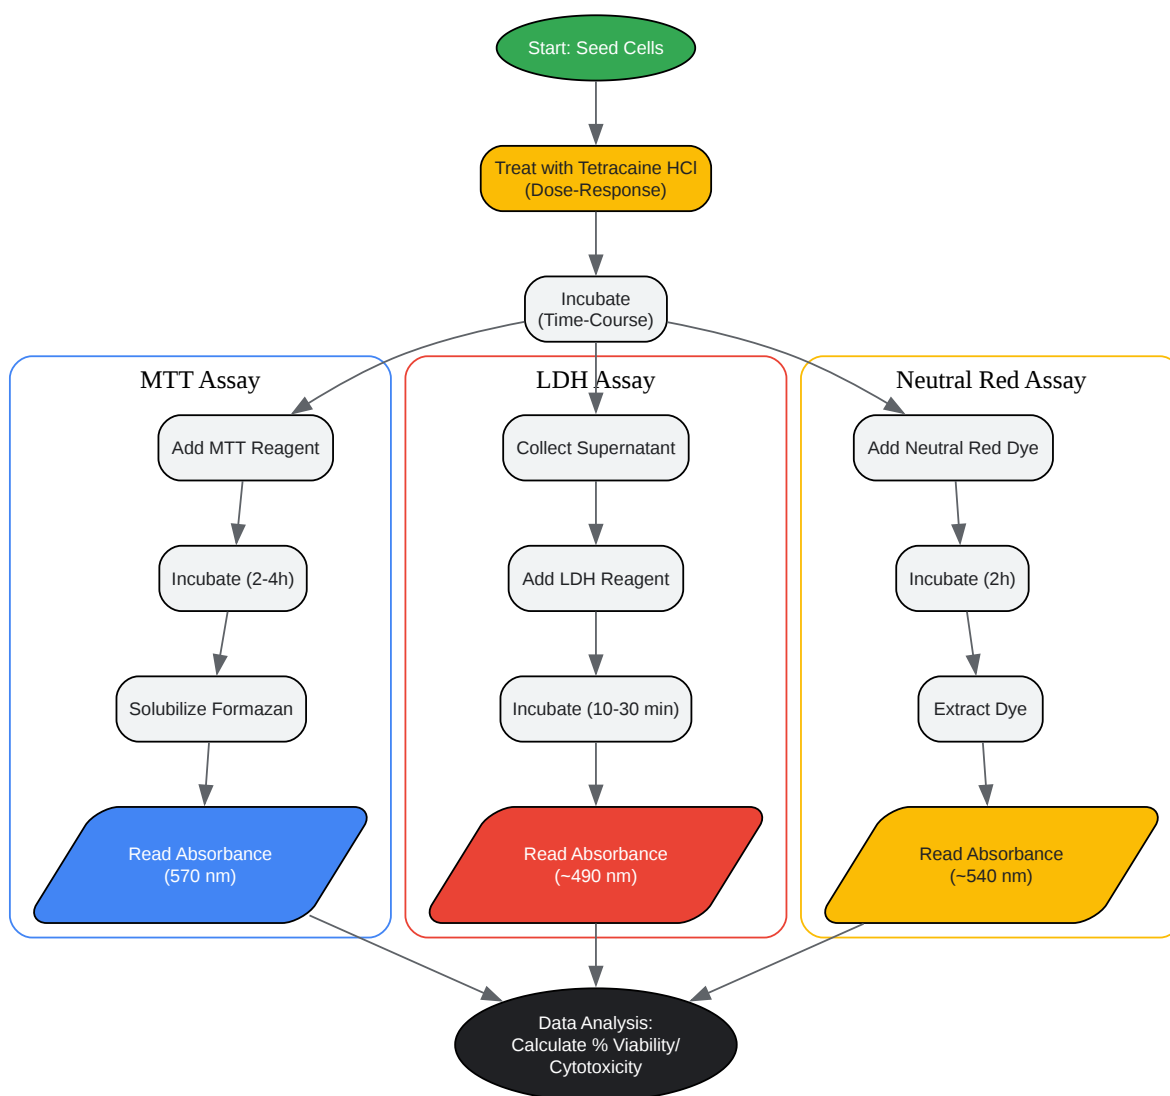 Start: Seed Cells
Treat with Tetracaine HCl
(Dose-Response)
Incubate
(Time-Course)
MTT Assay
Add MTT Reagent
Incubate (2-4h)
Solubilize Formazan
Read Absorbance
(570 nm)
LDH Assay
Collect Supernatant
Add LDH Reagent
Incubate (10-30 min)
Read Absorbance
(~490 nm)
Neutral Red Assay
Add Neutral Red Dye
Incubate (2h)
Extract Dye
Read Absorbance
(~540 nm)
Data Analysis:
Calculate % Viability/
Cytotoxicity